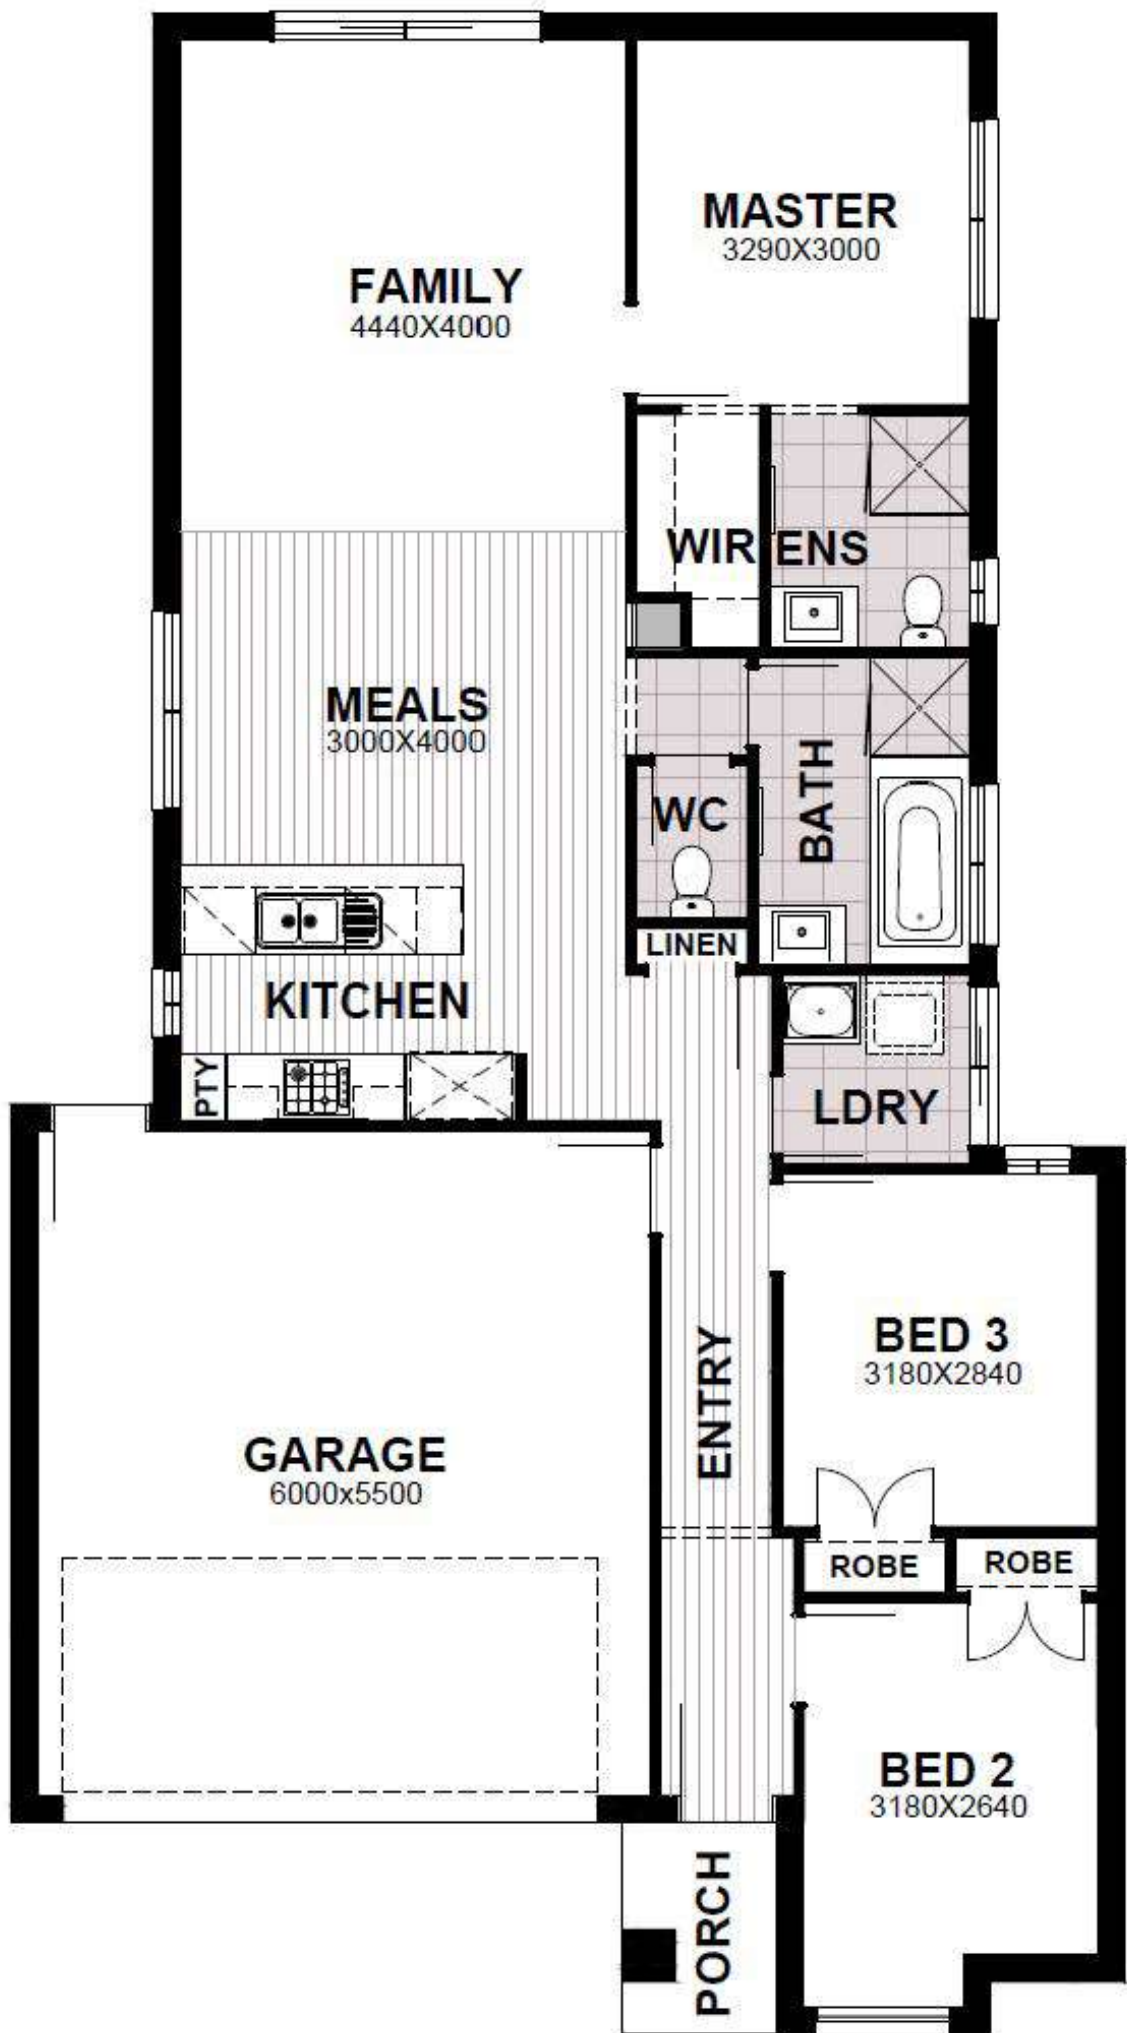 MASTER
3290X3000
FAMILY
4440X4000
WIR
ENS
MEALS
3000X4000
BATH
WC
LINEN
KITCHEN
PTY
LDRY
BED 3
3180X2840
ENTRY
GARAGE
6000x5500
ROBE
ROBE
BED 2
3180X2640
PORCH